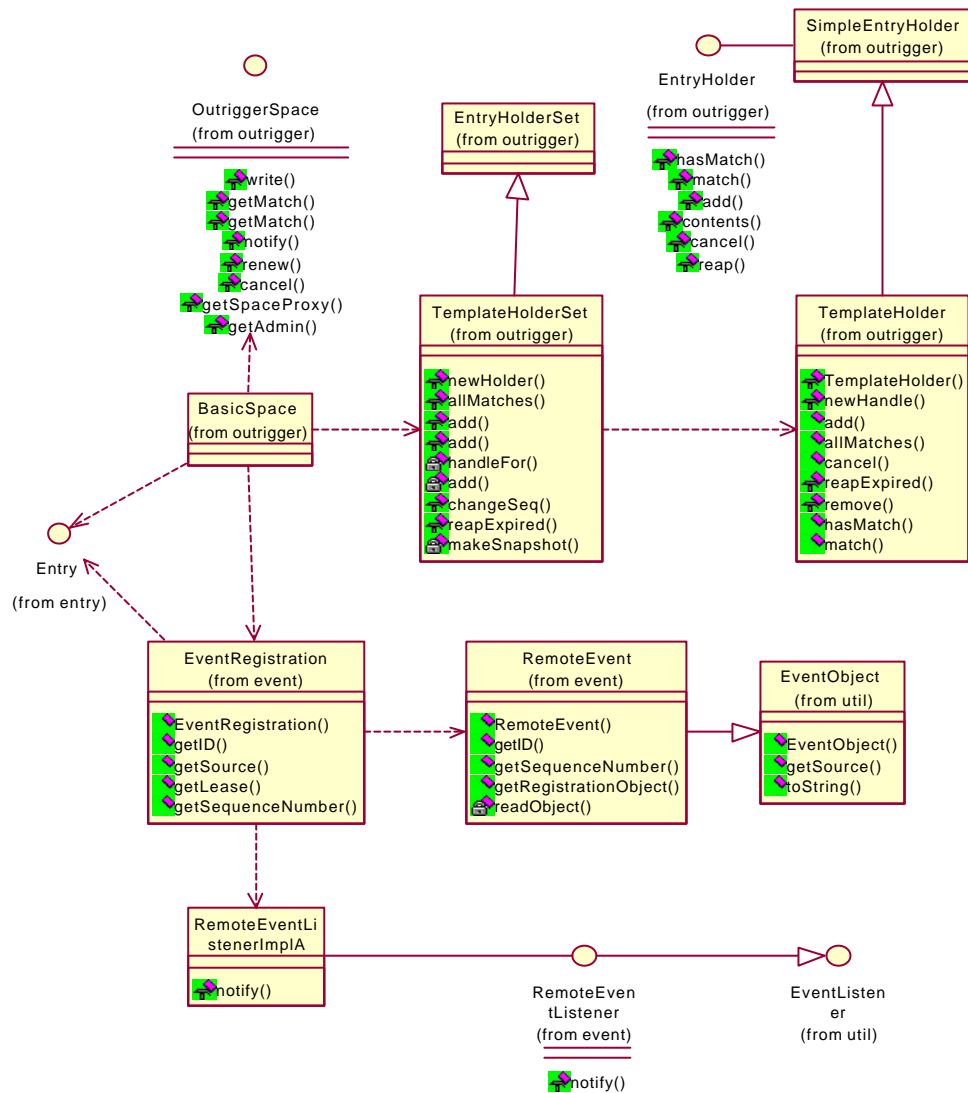 SimpleEntryHolder
(from outrigger)
EntryHolder
(from outrigger)
hasMatch()
match()
add()
contents()
cancel()
reap()
OutriggerSpace
(from outrigger)
write()
getMatch()
getMatch()
notify()
renew()
cancel()
getSpaceProxy()
getAdmin()
EntryHolderSet
(from outrigger)
TemplateHolderSet
(from outrigger)
newHolder()
allMatches()
add()
add()
handleFor()
add()
changeSeq()
reapExpired()
makeSnapshot()
TemplateHolder
(from outrigger)
TemplateHolder()
newHandle()
add()
allMatches()
cancel()
reapExpired()
remove()
hasMatch()
match()
BasicSpace
(from outrigger)
Entry
(from entry)
EventRegistration
(from event)
EventRegistration()
getID()
getSource()
getLease()
getSequenceNumber()
RemoteEvent
(from event)
RemoteEvent()
getID()
getSequenceNumber()
getRegistrationObject()
readObject()
EventObject
(from util)
EventObject()
getSource()
toString()
RemoteEventLi
stenerImplA
notify()
RemoteEven
tListener
(from event)
notify()
EventListen
er
(from util)